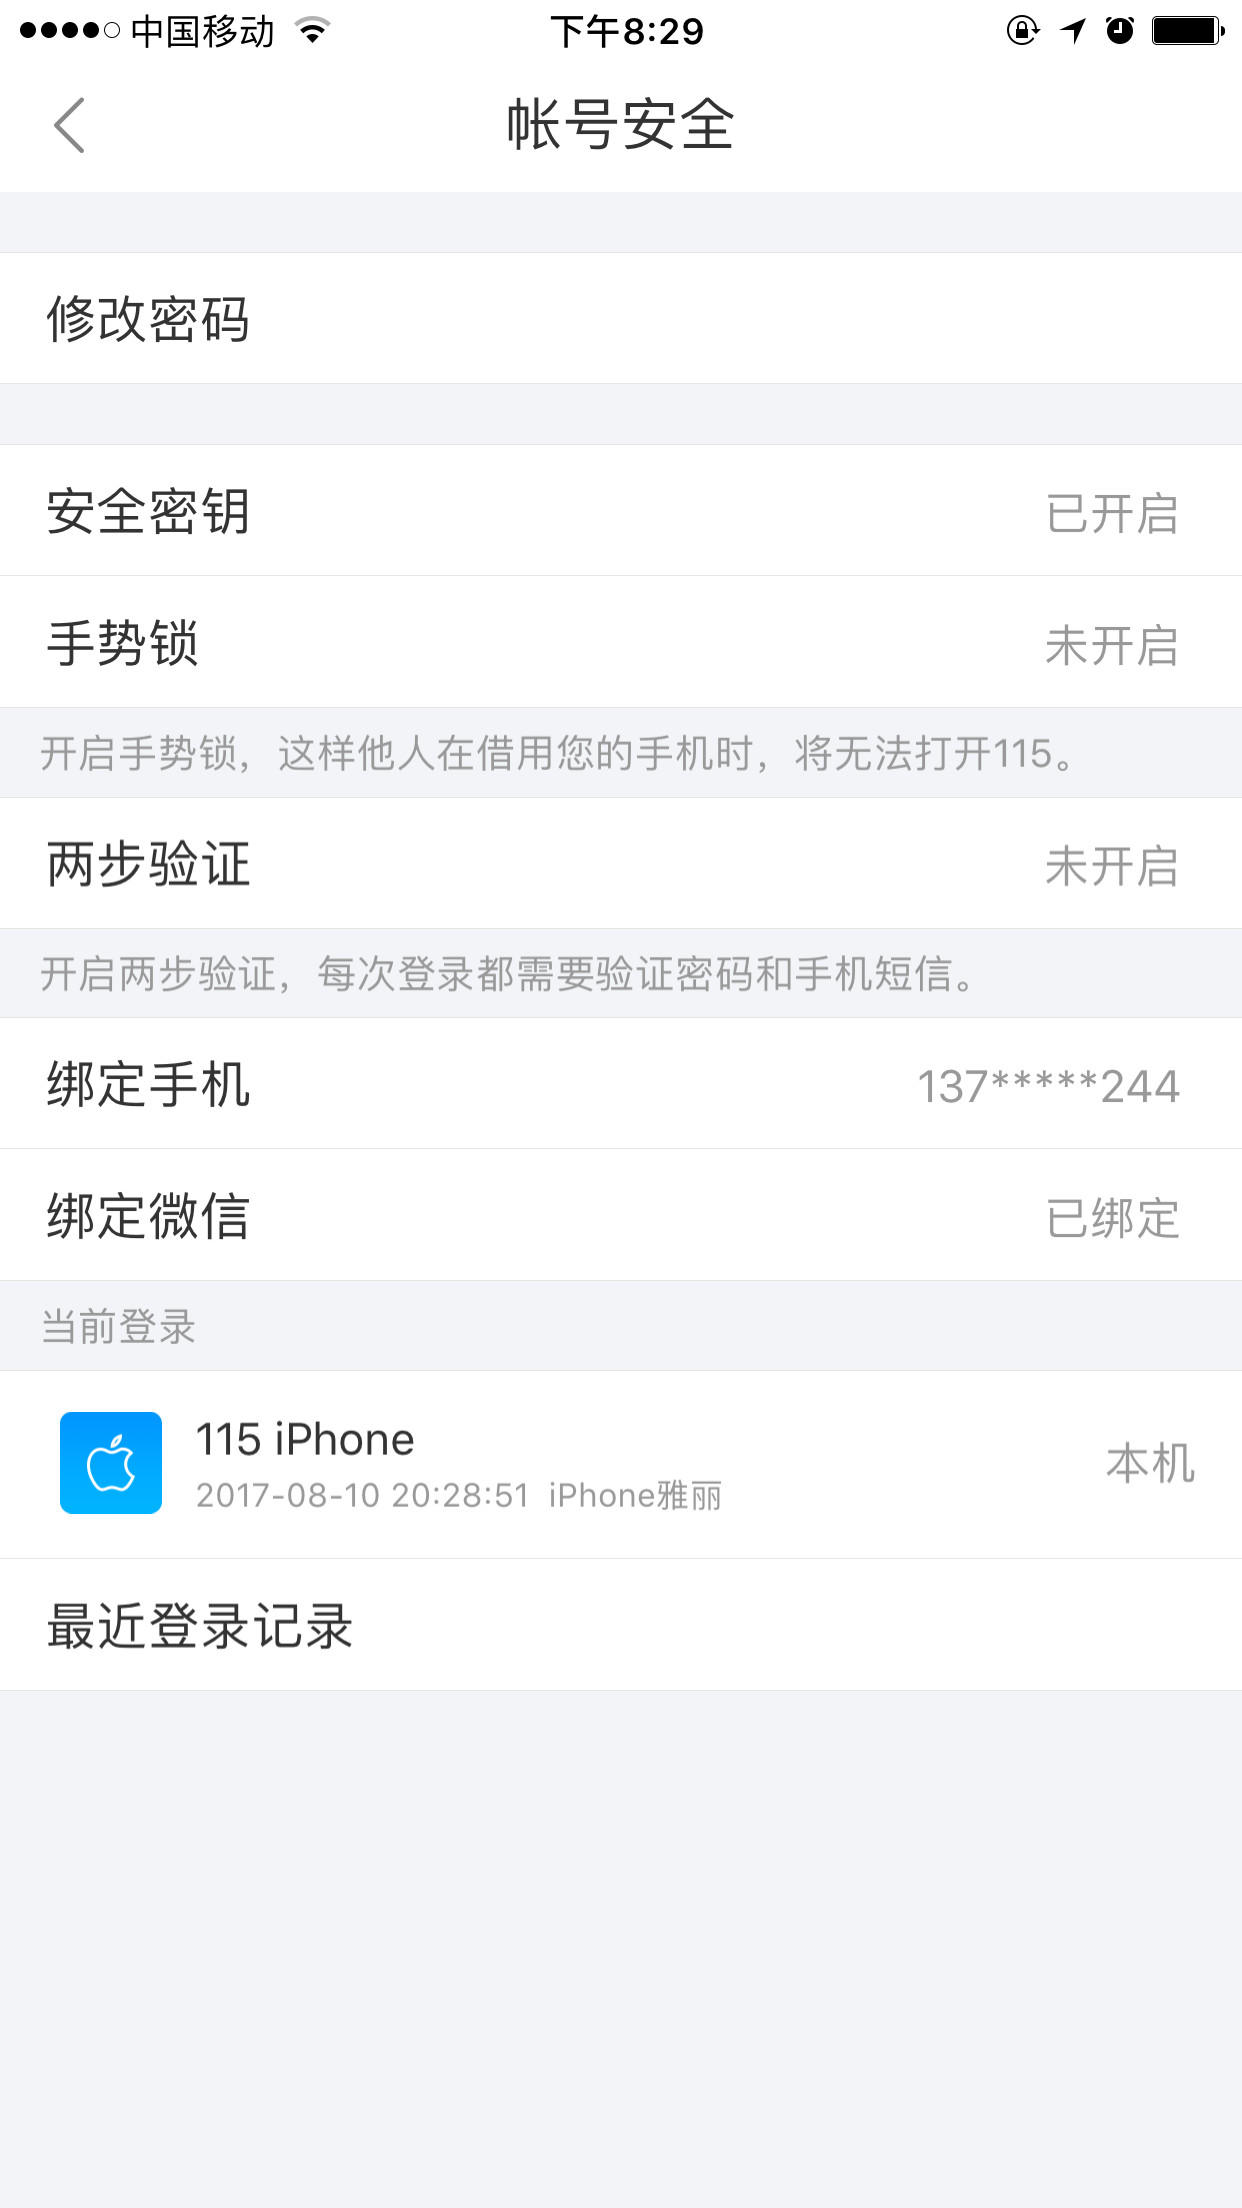 中国移动
下午8:29
帐号安全
修改密码
安全密钥 已开启
手势锁 未开启
开启手势锁，这样他人在借用您的手机时，将无法打开115。
两步验证 未开启
开启两步验证，每次登录都需要验证密码和手机短信。
绑定手机 137*****244
绑定微信 已绑定
当前登录
115 iPhone
2017-08-10 20:28:51 iPhone雅丽
本机
最近登录记录